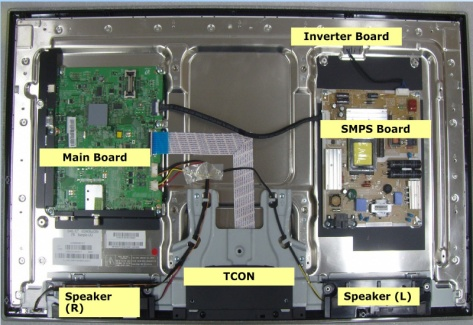 Inverter Board
SMPS Board
Main Board
TCON
Speaker
(R)
Speaker (L)